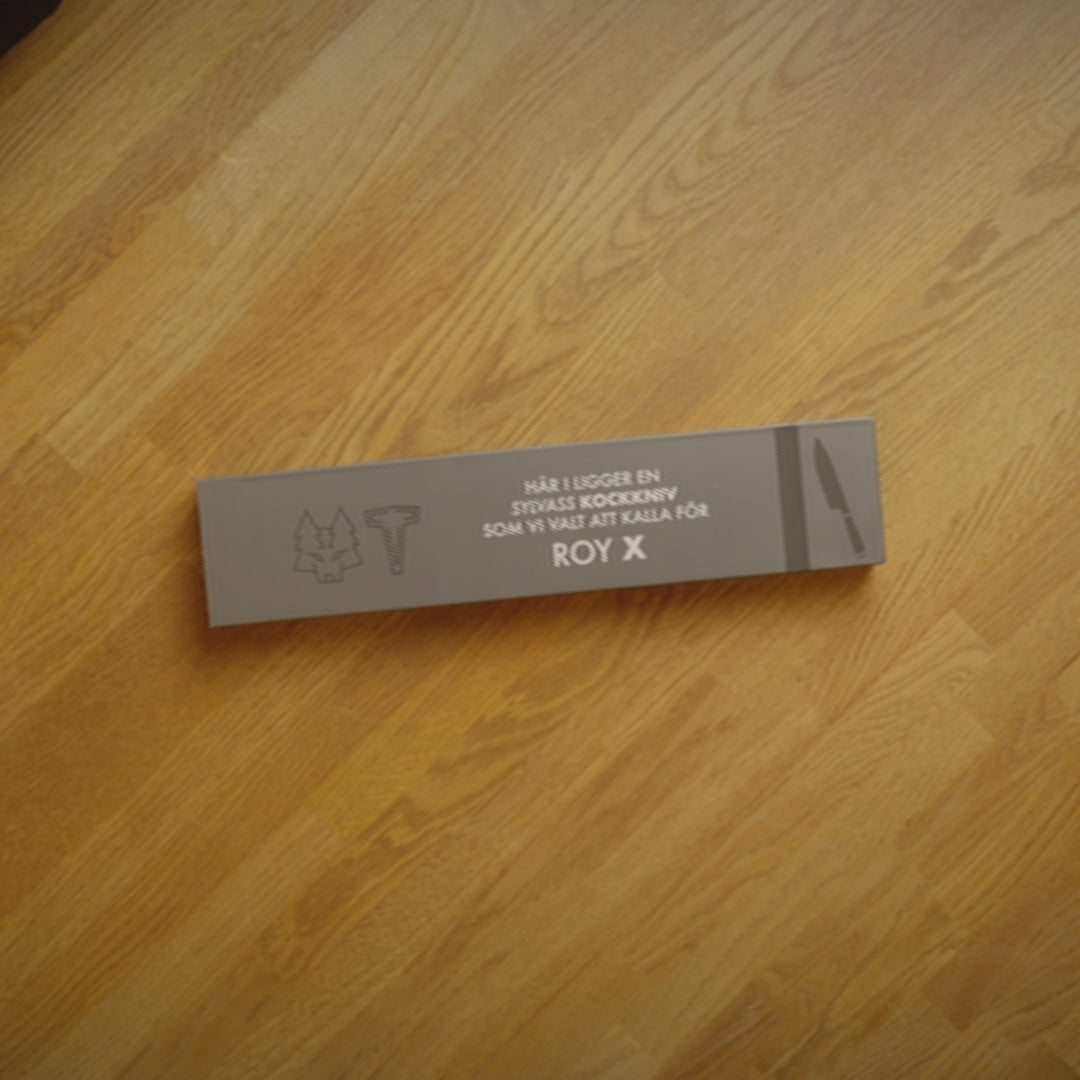 HÄR I LIGGER EN
SYLVASS KOCKKNIV
SOM VI VALT ATT KALLA FÖR
ROY X